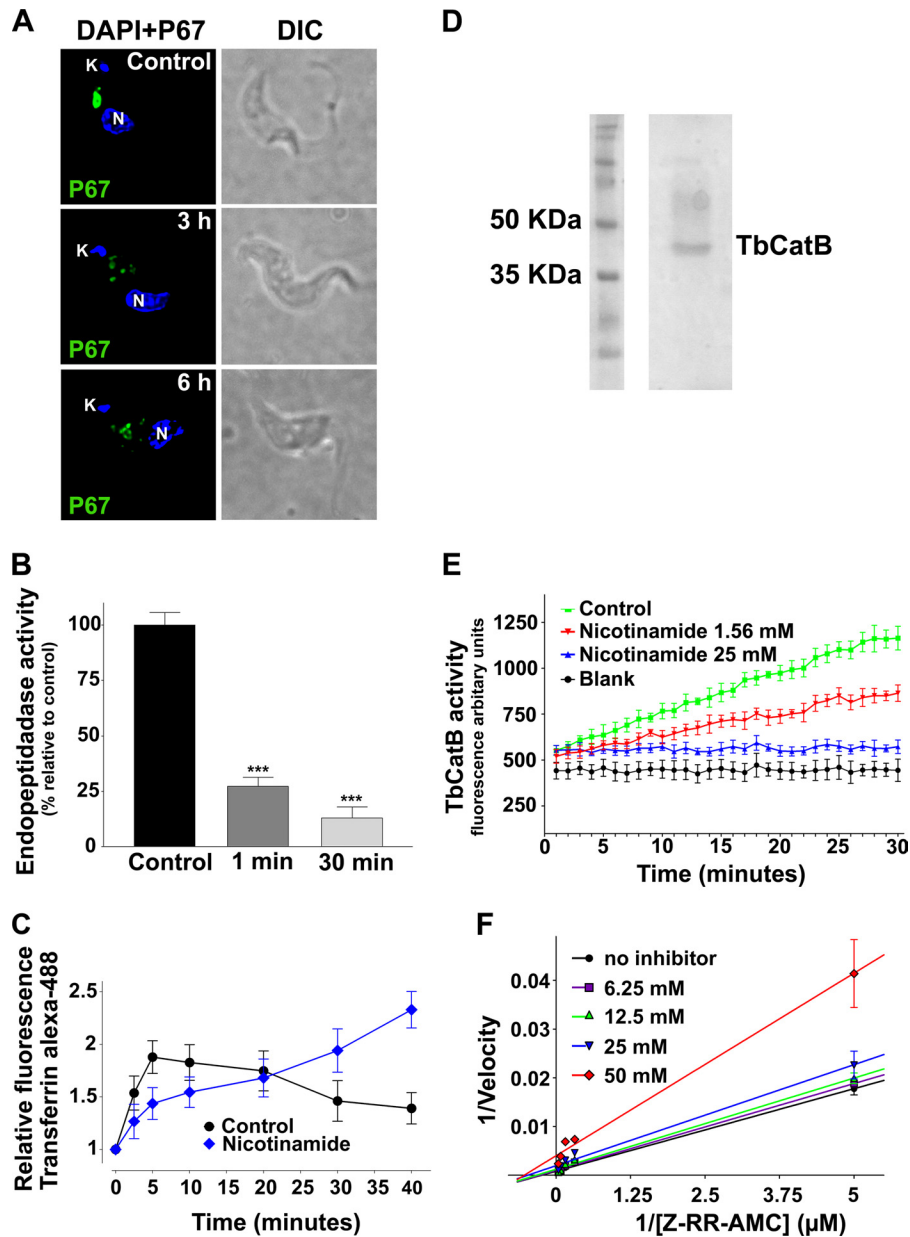 A
DAPI+P67
DIC
K
Control
N
P67
3 h
K
N
P67
6 h
K
N
P67
B
Endopeptidadase activity
(% relative to control)
100
75
50
25
0
***
***
Control
1 min
30 min
C
Relative fluorescence
Transferrin alexa-488
2.5
2
1.5
1
Control
Nicotinamide
0
5
10
20
30
40
Time (minutes)
D
50 KDa
35 KDa
TbCatB
E
TbCatB activity
fluorescence arbitary units
1250
1000
750
500
250
Control
Nicotinamide 1.56 mM
Nicotinamide 25 mM
Blank
0
5
10
15
20
25
30
Time (minutes)
F
1/Velocity
0.04
0.03
0.02
0.01
no inhibitor
6.25 mM
12.5 mM
25 mM
50 mM
0
1.25
2.5
3.75
5
1/[Z-RR-AMC] (µM)